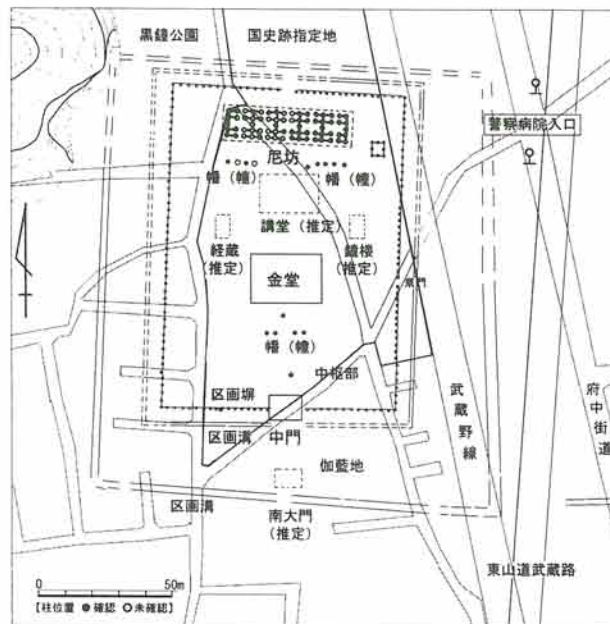 黒鐘公園
国史跡指定地
警察病院入口
尼坊
幡（幢）
幡（幢）
講堂（推定）
経蔵
（推定）
鐘楼
（推定）
金堂
東門
幡（幢）
中枢部
区画塀
区画溝
中門
武蔵野線
府中街道
伽藍地
区画溝
南大門
（推定）
東山道武蔵路
0
50m
【柱位置 ●確認 ○未確認】